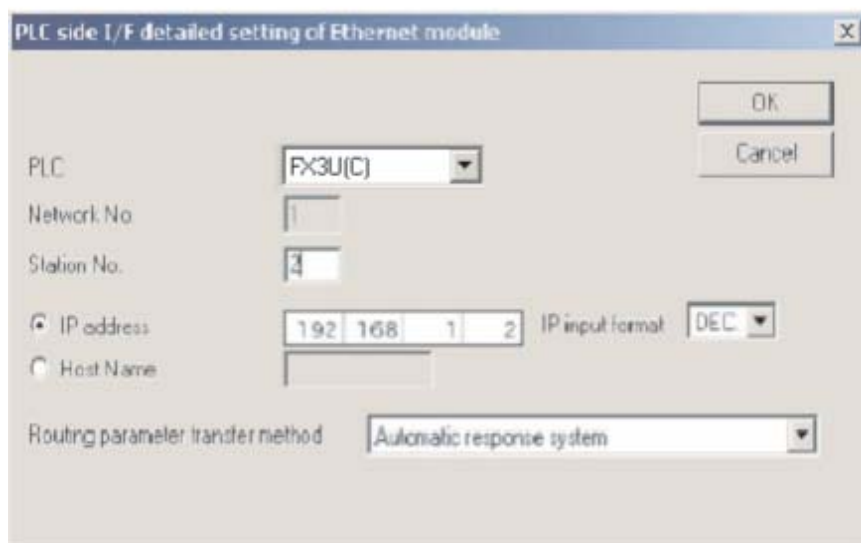 PLC side I/F detailed setting of Ethernet module
OK
Cancel
PLC FX3U(C)
Network No 1
Station No.
IP address 192 168 1 2 IP input format DEC
Host Name
Routing parameter transfer method Automatic response system